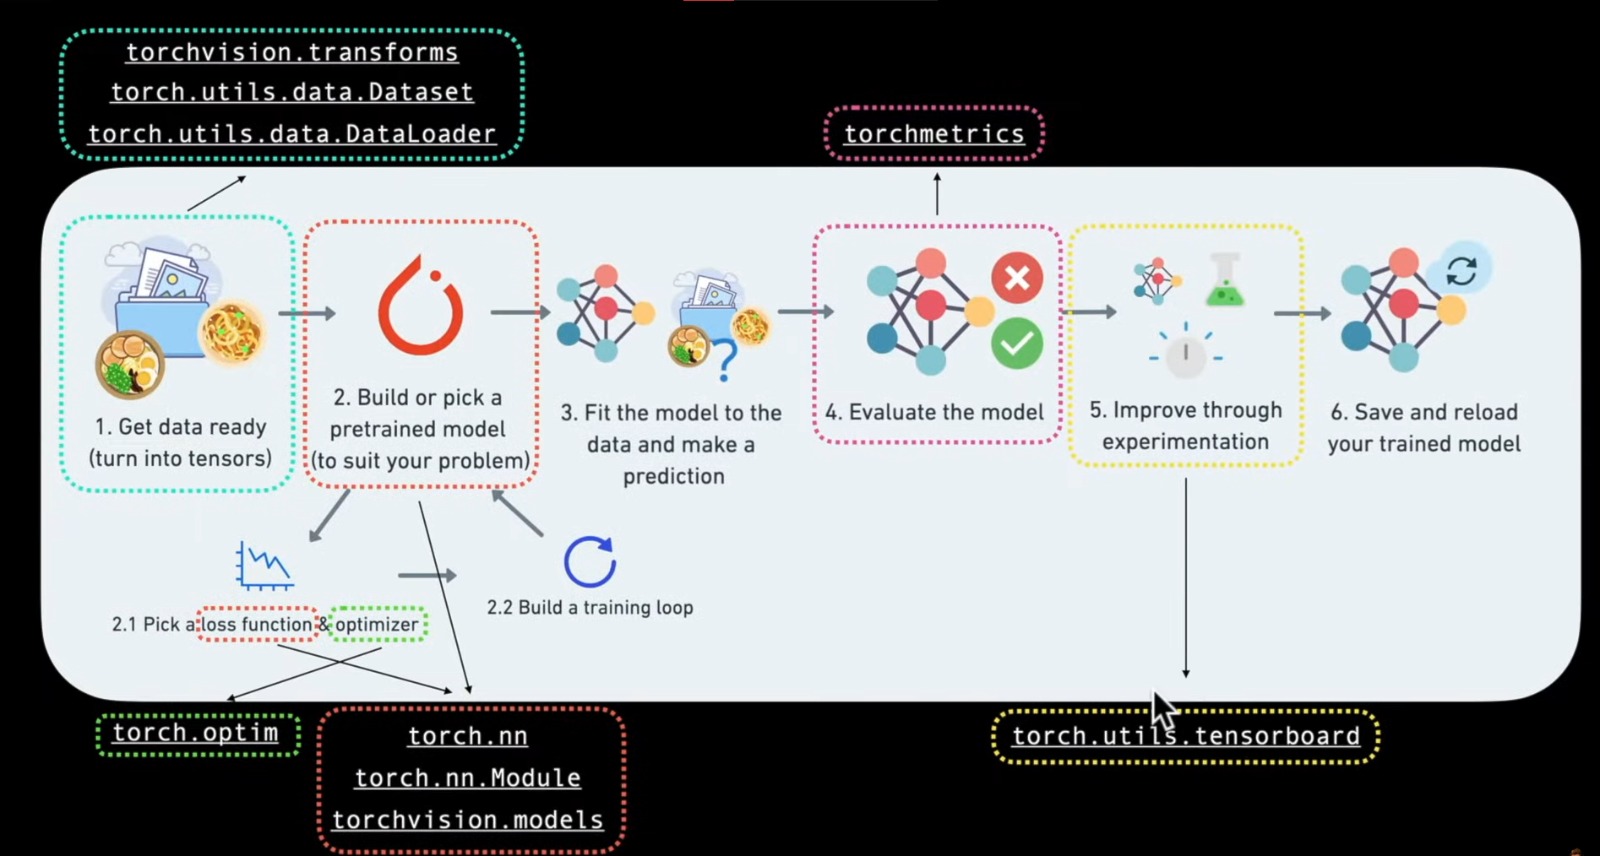 torchvision.transforms
torch.utils.data.Dataset
torch.utils.data.DataLoader
torchmetrics
1. Get data ready
(turn into tensors)
2. Build or pick a
pretrained model
(to suit your problem)
3. Fit the model to the
data and make a
prediction
?
4. Evaluate the model
5. Improve through
experimentation
6. Save and reload
your trained model
2.1 Pick a loss function & optimizer
2.2 Build a training loop
torch.optim
torch.nn
torch.nn.Module
torchvision.models
torch.utils.tensorboard